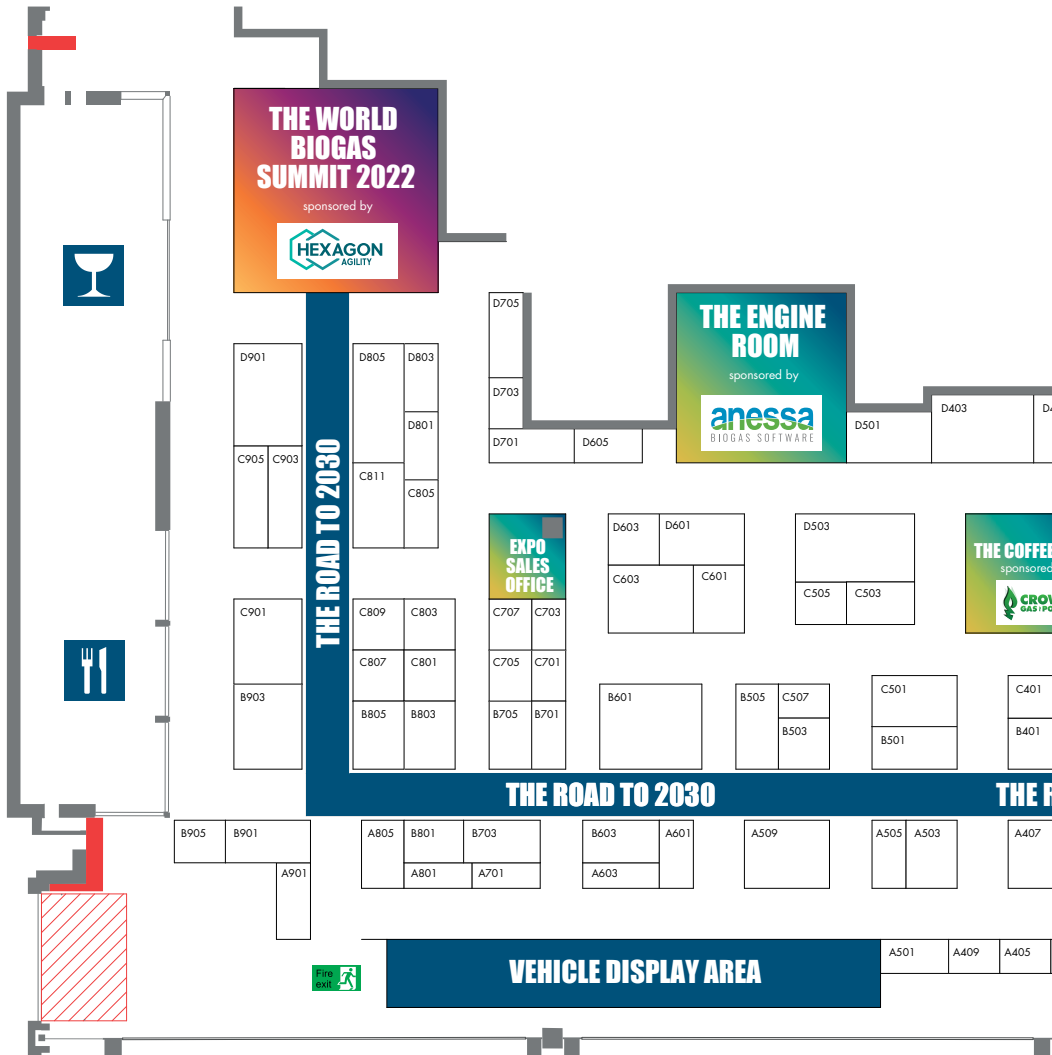 THE WORLD
BIOGAS
SUMMIT 2022
sponsored by
HEXAGON
AGILITY
D705
THE ENGINE
ROOM
sponsored by
anessa
BIOGAS SOFTWARE
D901
D805
D803
D703
D403
D801
D501
D701
D605
C905
C903
C811
C805
THE ROAD TO 2030
EXPO
SALES
OFFICE
D603
D601
D503
THE COFFEE
sponsored
C603
C601
C505
C503
CROW
GAS
C901
C809
C803
C707
C703
C807
C801
C705
C701
B903
B601
B505
C507
C501
C401
B805
B803
B705
B701
B503
B501
B401
THE ROAD TO 2030
THE R
B905
B901
A805
B801
B703
B603
A601
A509
A505
A503
A407
A901
A801
A701
A603
VEHICLE DISPLAY AREA
A501
A409
A405
Fire
exit